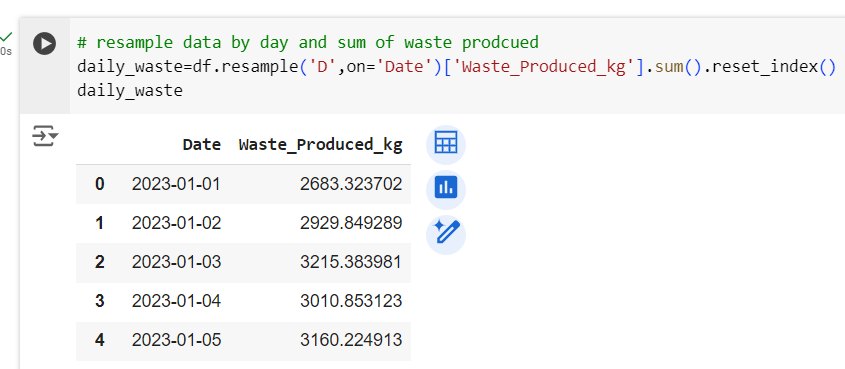 0s
# resample data by day and sum of waste prodcued
daily_waste=df.resample('D',on='Date')['Waste_Produced_kg'].sum().reset_index()
daily_waste
Date Waste_Produced_kg
0 2023-01-01 2683.323702
1 2023-01-02 2929.849289
2 2023-01-03 3215.383981
3 2023-01-04 3010.853123
4 2023-01-05 3160.224913